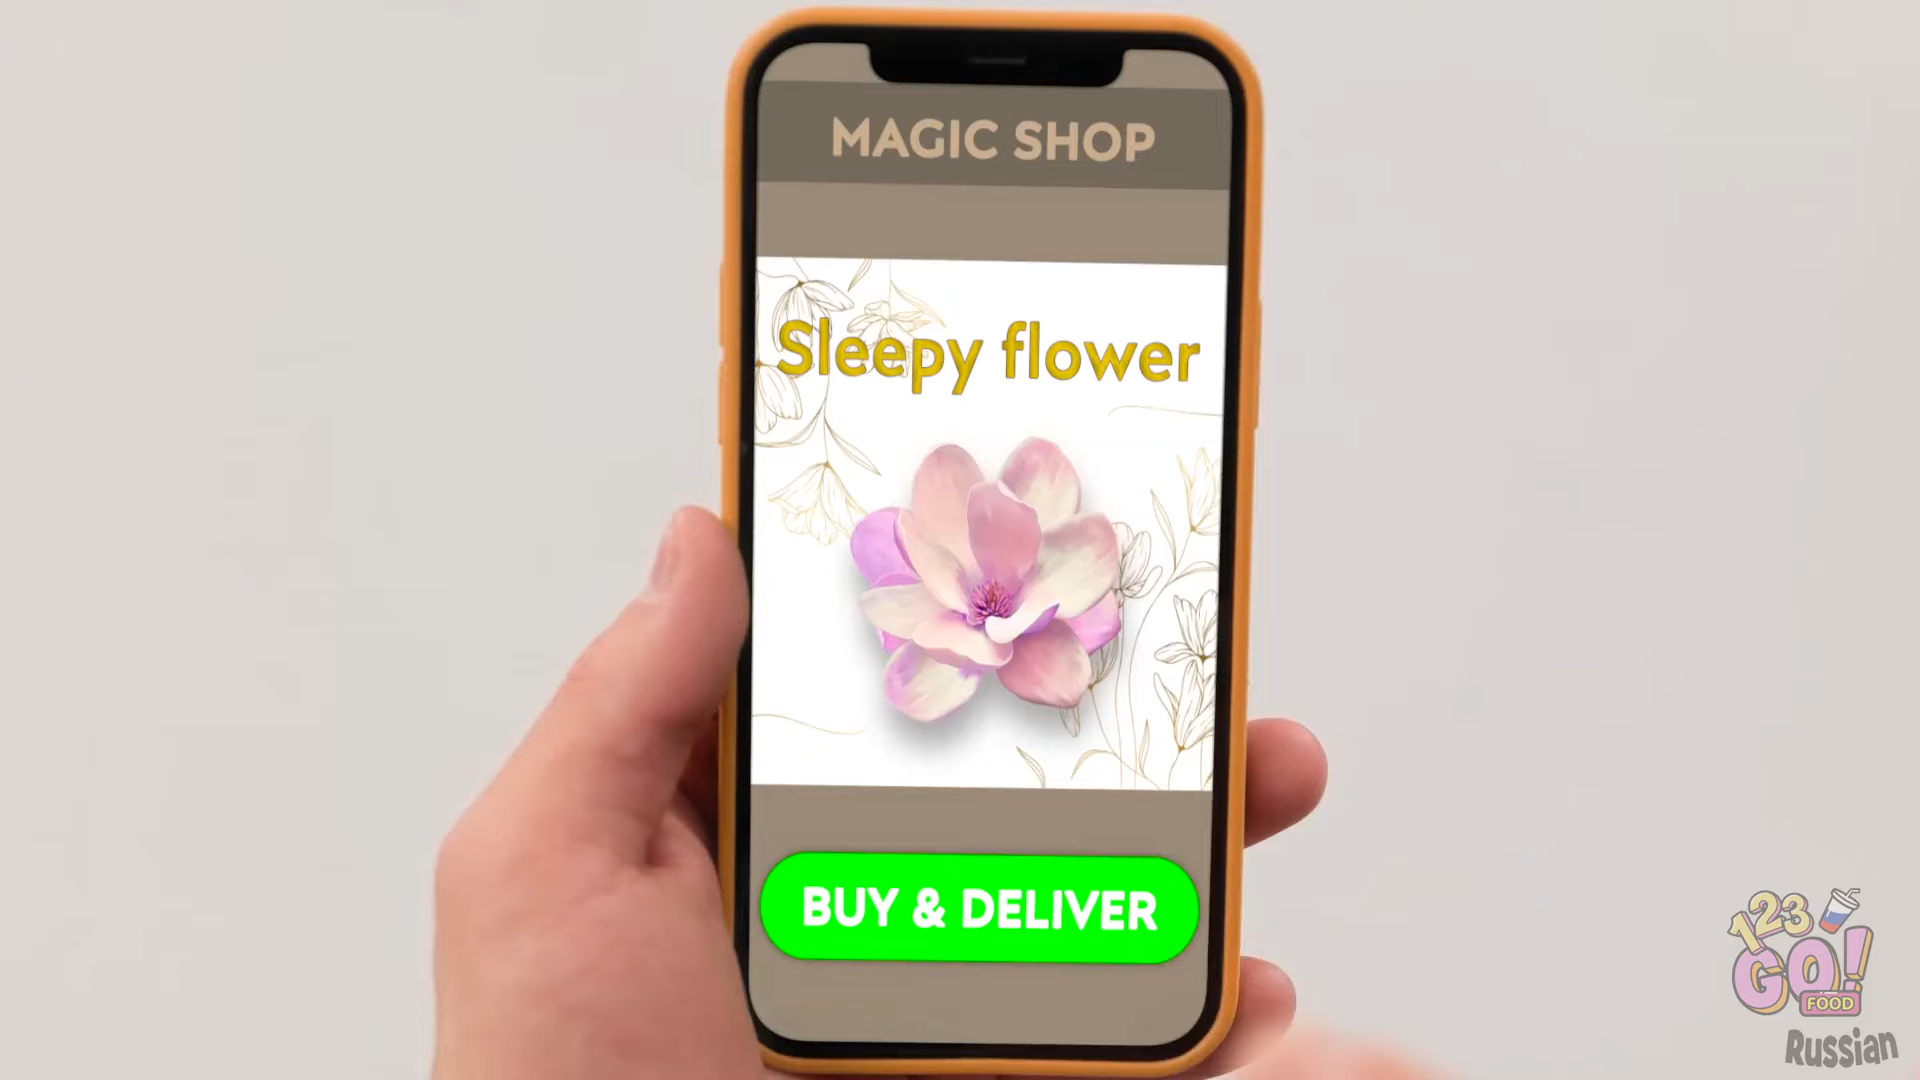 MAGIC SHOP
Sleepy flower
BUY & DELIVER
123
GO!
FOOD
Russian